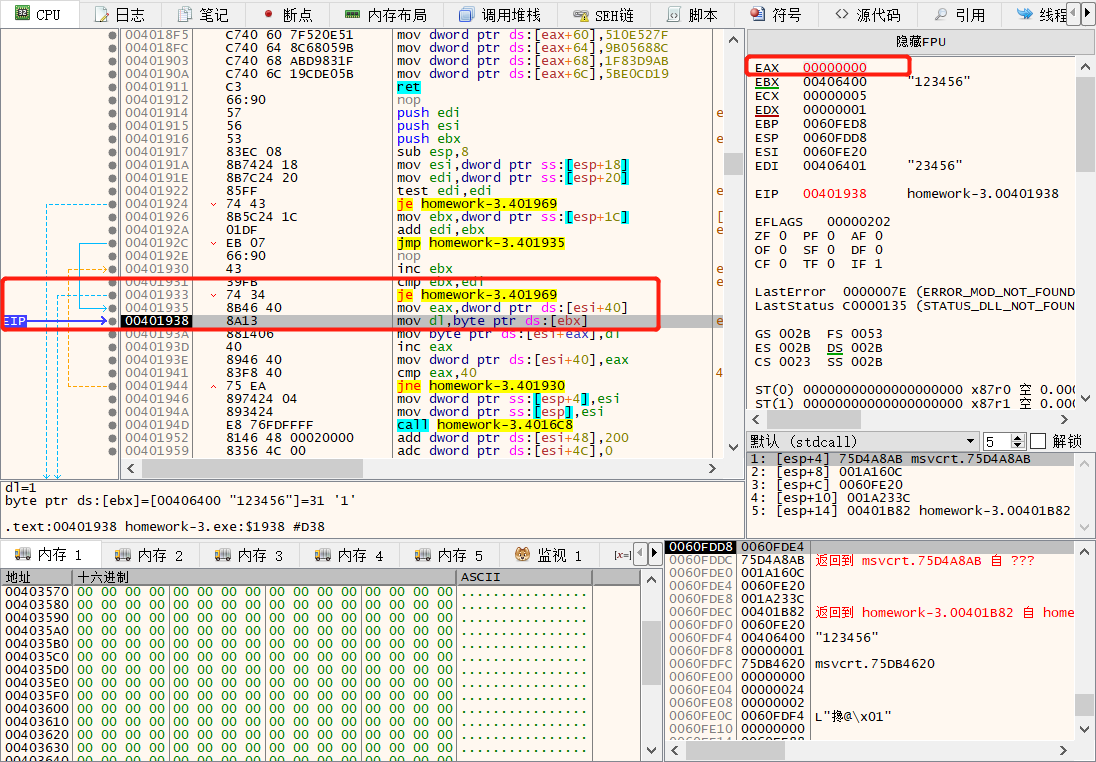 CPU 日志 笔记 断点 内存布局 调用堆栈 SEH链 脚本 符号 源代码 引用 线程
004018F5 C740 60 7F520E51 mov dword ptr ds:[eax+60],510E527F
004018FC C740 64 8C68059B mov dword ptr ds:[eax+64],9B05688C
00401903 C740 68 ABD9831F mov dword ptr ds:[eax+68],1F83D9AB
0040190A C740 6C 19CDE05B mov dword ptr ds:[eax+6C],5BE0CD19
00401911 C3 ret
00401912 66:90 nop
00401914 57 push edi
00401915 56 push esi
00401916 53 push ebx
00401917 83EC 08 sub esp,8
0040191A 8B7424 18 mov esi,dword ptr ss:[esp+18]
0040191E 8B7C24 20 mov edi,dword ptr ss:[esp+20]
00401922 85FF test edi,edi
00401924 74 43 je homework-3.401969
00401926 8B5C24 1C mov ebx,dword ptr ss:[esp+1C]
0040192A 01DF add edi,ebx
0040192C EB 07 jmp homework-3.401935
0040192E 66:90 nop
00401930 43 inc ebx
00401931 39FB cmp ebx,edi
00401933 74 34 je homework-3.401969
00401935 8B46 40 mov eax,dword ptr ds:[esi+40]
EIP 00401938 8A13 mov dl,byte ptr ds:[ebx]
0040193A 881406 mov byte ptr ds:[esi+eax],dl
0040193D 40 inc eax
0040193E 8946 40 mov dword ptr ds:[esi+40],eax
00401941 83F8 40 cmp eax,40
00401944 75 EA jne homework-3.401930
00401946 897424 04 mov dword ptr ss:[esp+4],esi
0040194A 893424 mov dword ptr ss:[esp],esi
0040194D E8 76FDFFFF call homework-3.4016C8
00401952 8146 48 00020000 add dword ptr ds:[esi+48],200
00401959 8356 4C 00 adc dword ptr ds:[esi+4C],0
隐藏FPU
EAX 00000000
EBX 00406400 "123456"
ECX 00000005
EDX 00000001
EBP 0060FED8
ESP 0060FDD8
ESI 0060FE20
EDI 00406401 "23456"
EIP 00401938 homework-3.00401938
EFLAGS 00000202
ZF 0 PF 0 AF 0
OF 0 SF 0 DF 0
CF 0 TF 0 IF 1
LastError 0000007E (ERROR_MOD_NOT_FOUND
LastStatus C0000135 (STATUS_DLL_NOT_FOUN
GS 002B FS 0053
ES 002B DS 002B
CS 0023 SS 002B
ST(0) 00000000000000000000 x87r0 空 0.000
ST(1) 00000000000000000000 x87r1 空 0.000
默认 (stdcall) 5 解锁
1: [esp+4] 75D4A8AB msvcrt.75D4A8AB
2: [esp+8] 001A160C
3: [esp+C] 0060FE20
4: [esp+10] 001A233C
5: [esp+14] 00401B82 homework-3.00401B82
dl=1
byte ptr ds:[ebx]=[00406400 "123456"]=31 '1'
.text:00401938 homework-3.exe:$1938 #D38
内存 1 内存 2 内存 3 内存 4 内存 5 监视 1 [x=]
地址 十六进制 ASCII
00403570 00 00 00 00 00 00 00 00 00 00 00 00 00 00 00 00 ................
00403580 00 00 00 00 00 00 00 00 00 00 00 00 00 00 00 00 ................
00403590 00 00 00 00 00 00 00 00 00 00 00 00 00 00 00 00 ................
004035A0 00 00 00 00 00 00 00 00 00 00 00 00 00 00 00 00 ................
004035B0 00 00 00 00 00 00 00 00 00 00 00 00 00 00 00 00 ................
004035C0 00 00 00 00 00 00 00 00 00 00 00 00 00 00 00 00 ................
004035D0 00 00 00 00 00 00 00 00 00 00 00 00 00 00 00 00 ................
004035E0 00 00 00 00 00 00 00 00 00 00 00 00 00 00 00 00 ................
004035F0 00 00 00 00 00 00 00 00 00 00 00 00 00 00 00 00 ................
00403600 00 00 00 00 00 00 00 00 00 00 00 00 00 00 00 00 ................
00403610 00 00 00 00 00 00 00 00 00 00 00 00 00 00 00 00 ................
00403620 00 00 00 00 00 00 00 00 00 00 00 00 00 00 00 00 ................
00403630 00 00 00 00 00 00 00 00 00 00 00 00 00 00 00 00 ................
00403640 00 00 00 00 00 00 00 00 00 00 00 00 00 00 00 00 ................
0060FDD8 0060FDE4
0060FDDC 75D4A8AB 返回到 msvcrt.75D4A8AB 自 ???
0060FDE0 001A160C
0060FDE4 0060FE20
0060FDE8 001A233C
0060FDEC 00401B82 返回到 homework-3.00401B82 自 home
0060FDF0 0060FE20
0060FDF4 00406400 "123456"
0060FDF8 00000001
0060FDFC 75DB4620 msvcrt.75DB4620
0060FE00 00000000
0060FE04 00000024
0060FE08 00000002
0060FE0C 0060FDF4 L"搀@\x01"
0060FE10 00000000